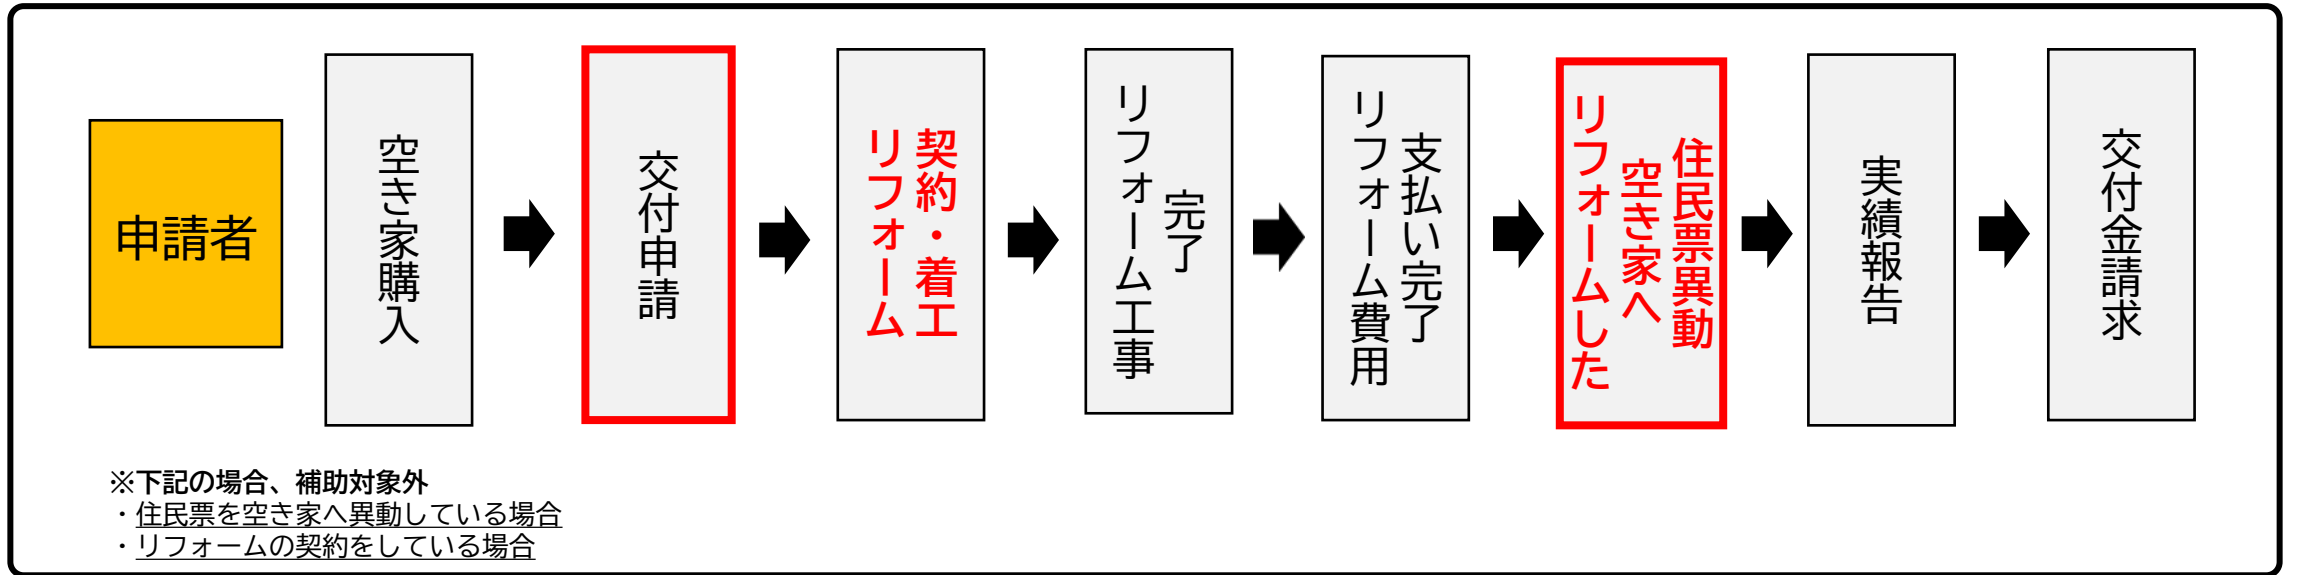 申請者
空き家購入
交付申請
リフォーム
契約・着工
リフォーム工事
完了
リフォーム費用
支払い完了
リフォームした
空き家へ
住民票異動
実績報告
交付金請求
※下記の場合、補助対象外
・住民票を空き家へ異動している場合
・リフォームの契約をしている場合